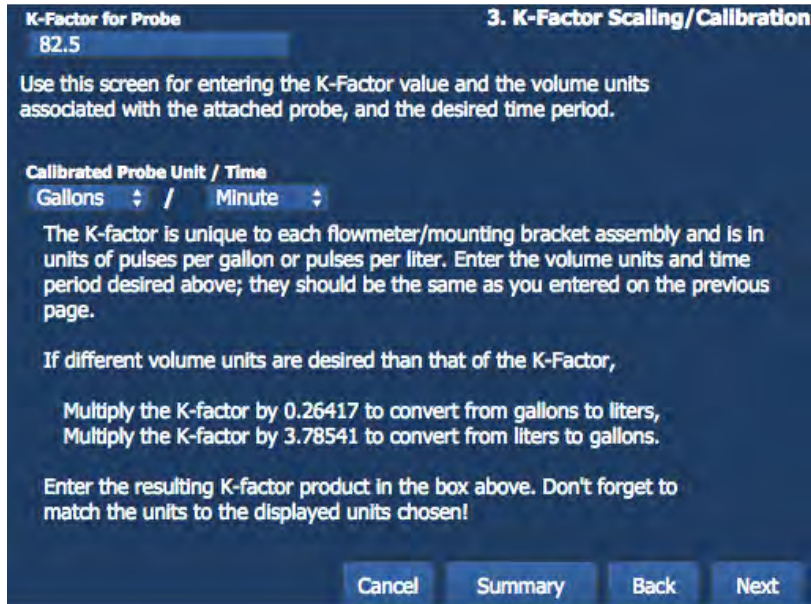 K-Factor for Probe
3. K-Factor Scaling/Calibration
82.5
Use this screen for entering the K-Factor value and the volume units
associated with the attached probe, and the desired time period.
Calibrated Probe Unit / Time
Gallons / Minute
The K-factor is unique to each flowmeter/mounting bracket assembly and is in
units of pulses per gallon or pulses per liter. Enter the volume units and time
period desired above; they should be the same as you entered on the previous
page.
If different volume units are desired than that of the K-Factor,
Multiply the K-factor by 0.26417 to convert from gallons to liters,
Multiply the K-factor by 3.78541 to convert from liters to gallons.
Enter the resulting K-factor product in the box above. Don't forget to
match the units to the displayed units chosen!
Cancel Summary Back Next